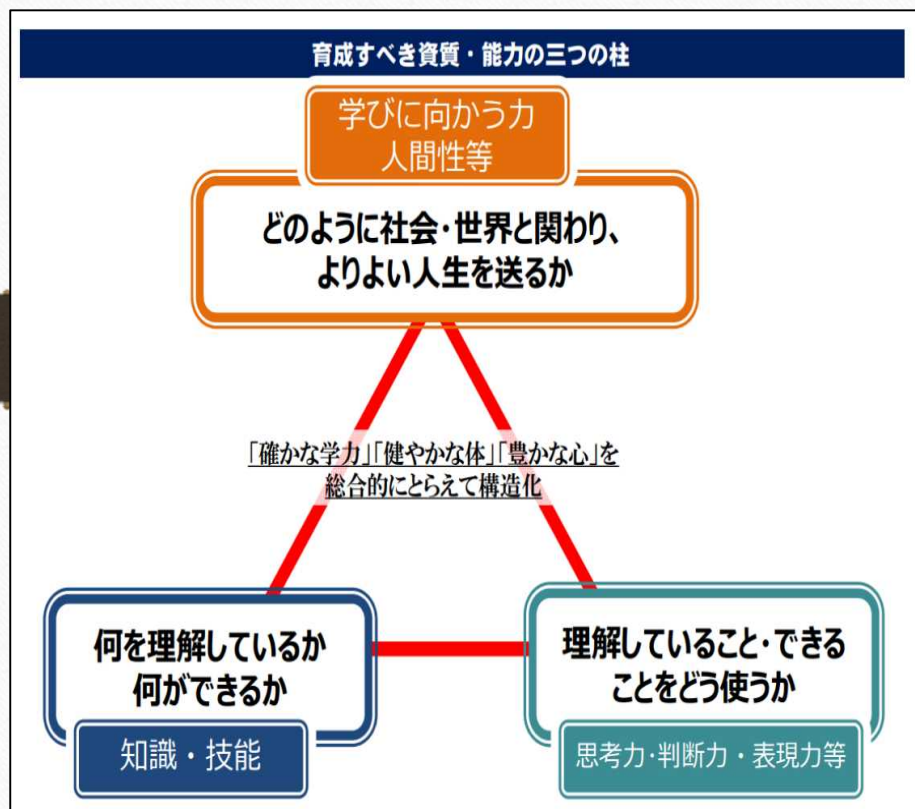 育成すべき資質・能力の三つの柱
学びに向かう力
人間性等
どのように社会・世界と関わり、
よりよい人生を送るか
「確かな学力」「健やかな体」「豊かな心」を
総合的にとらえて構造化
何を理解しているか
何ができるか
知識・技能
理解していること・できる
ことをどう使うか
思考力・判断力・表現力等